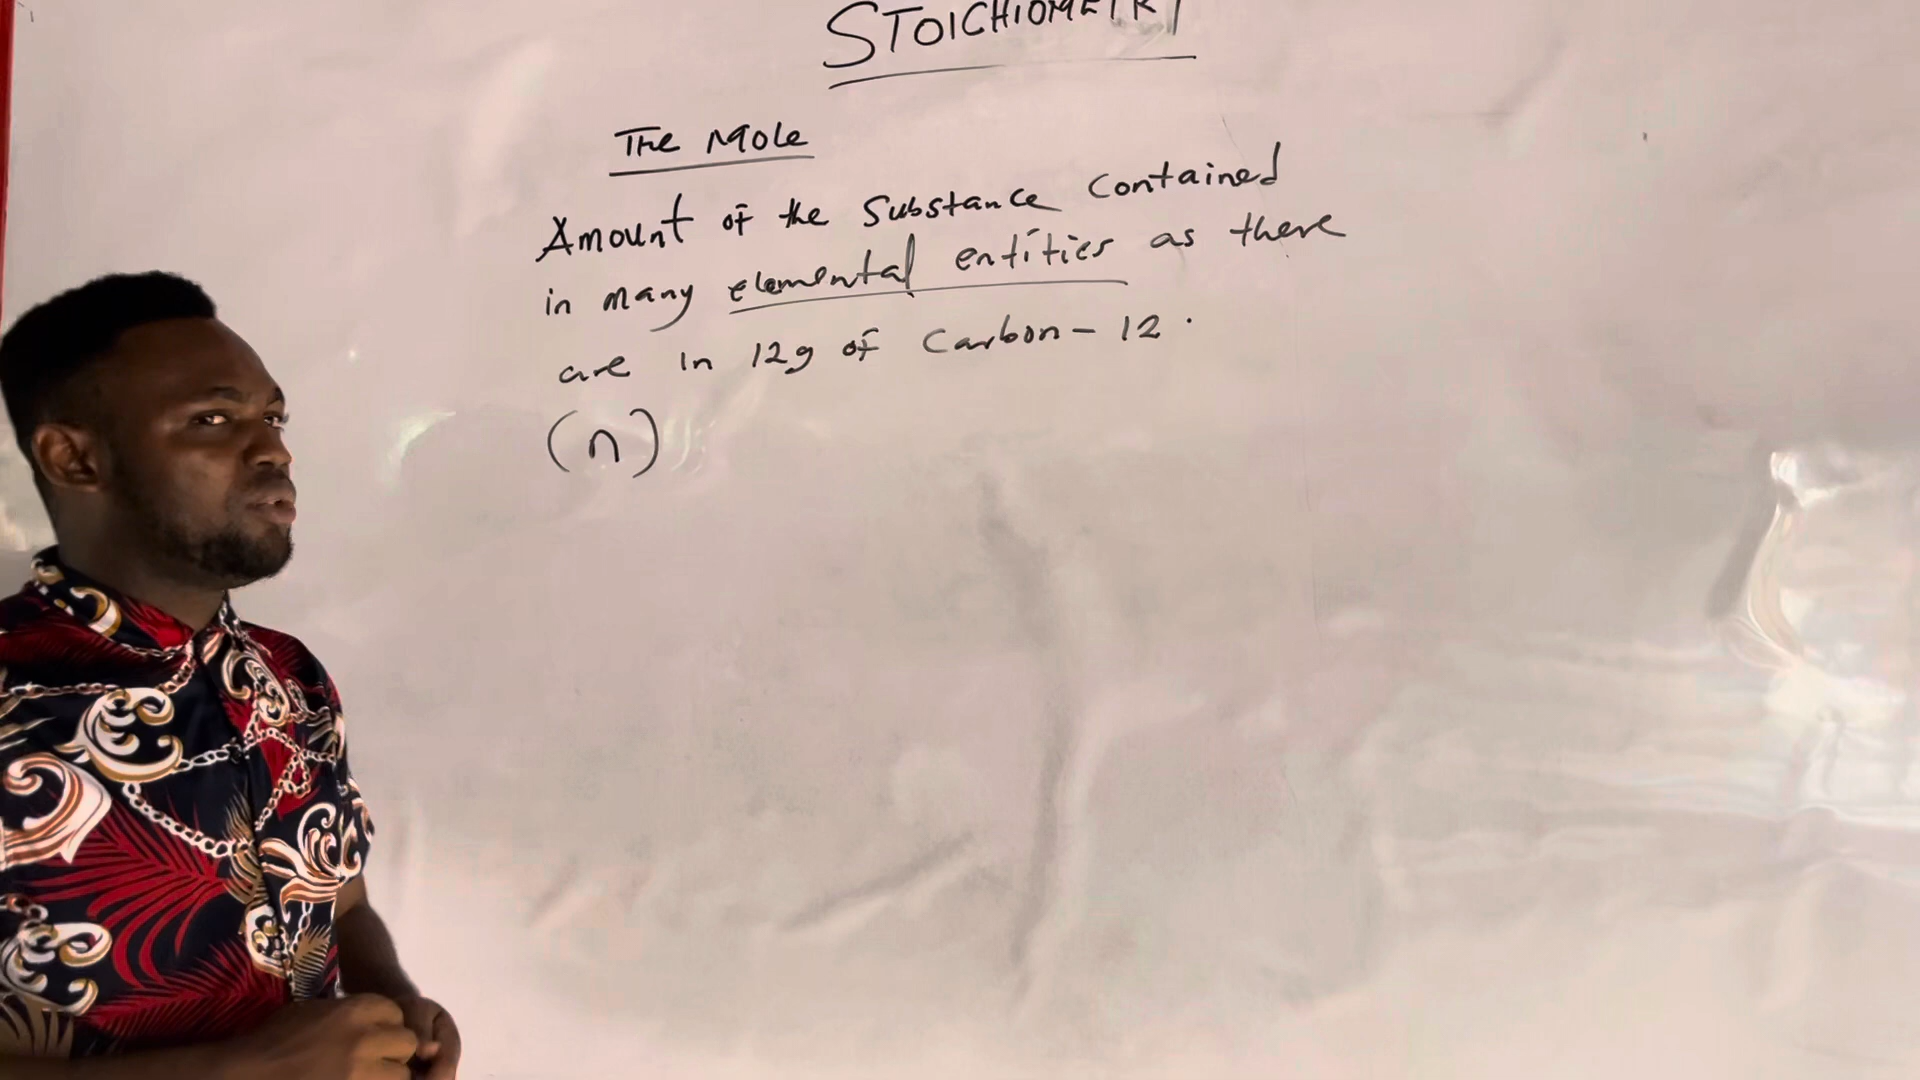 STOICHIOMETRY
The Mole
Amount of the Substance Contained
in many elemental entities as there
are in 12g of Carbon - 12.
(n)